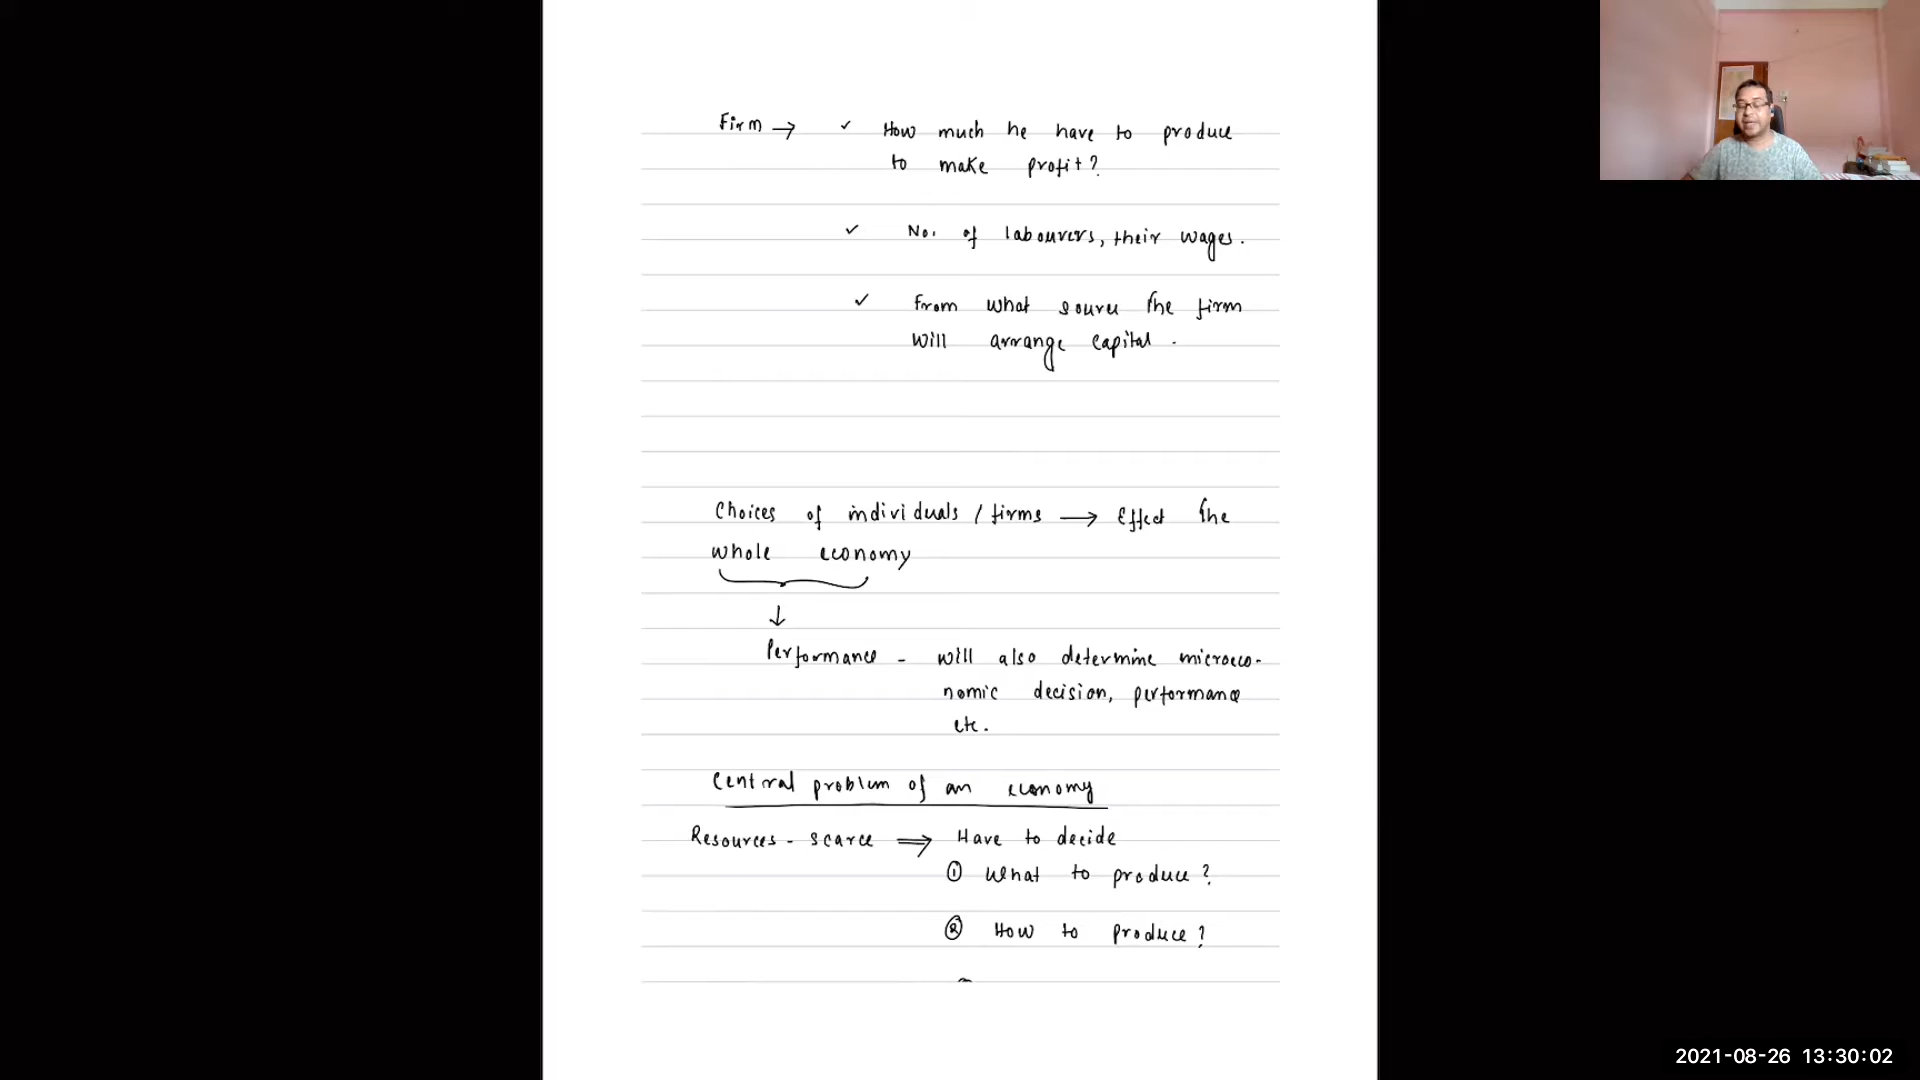 Firm → ✓ How much he have to produce
to make profit?
✓ No. of labourers, their wages.
✓ From what source the firm
will arrange capital.
Choices of individuals / firms → Effect the
whole economy
↓
Performance - will also determine microeco-
nomic decision, performance
etc.
Central problem of an economy
Resources - scarce ⇒ Have to decide
① What to produce?
② How to produce?
2021-08-26 13:30:02